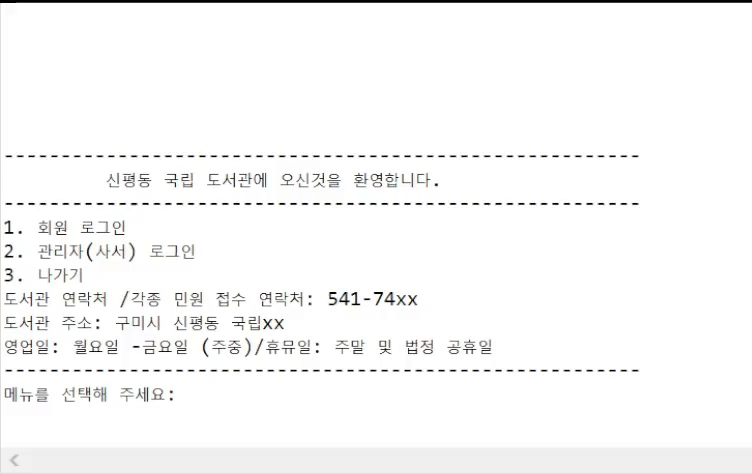 --------------------------------------------------------
신평동 국립 도서관에 오신것을 환영합니다.
--------------------------------------------------------
1. 회원 로그인
2. 관리자(사서) 로그인
3. 나가기
도서관 연락처 /각종 민원 접수 연락처: 541-74xx
도서관 주소: 구미시 신평동 국립xx
영업일: 월요일 -금요일 (주중)/휴뮤일: 주말 및 법정 공휴일
--------------------------------------------------------
메뉴를 선택해 주세요: